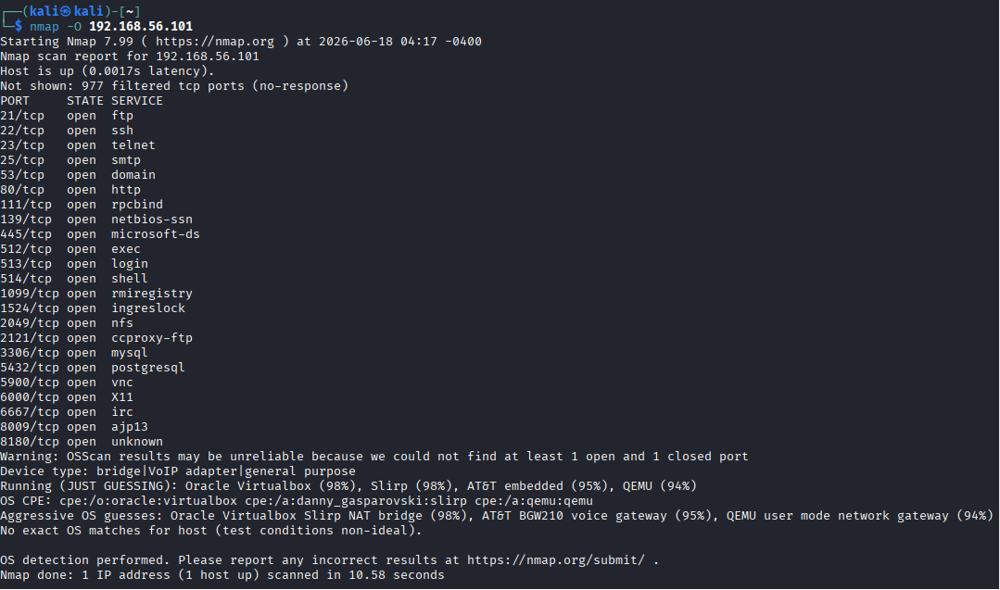 ┌──(kali㉿kali)-[~]
└─$ nmap -O 192.168.56.101
Starting Nmap 7.99 ( https://nmap.org ) at 2026-06-18 04:17 -0400
Nmap scan report for 192.168.56.101
Host is up (0.0017s latency).
Not shown: 977 filtered tcp ports (no-response)
PORT     STATE SERVICE
21/tcp   open  ftp
22/tcp   open  ssh
23/tcp   open  telnet
25/tcp   open  smtp
53/tcp   open  domain
80/tcp   open  http
111/tcp  open  rpcbind
139/tcp  open  netbios-ssn
445/tcp  open  microsoft-ds
512/tcp  open  exec
513/tcp  open  login
514/tcp  open  shell
1099/tcp open  rmiregistry
1524/tcp open  ingreslock
2049/tcp open  nfs
2121/tcp open  ccproxy-ftp
3306/tcp open  mysql
5432/tcp open  postgresql
5900/tcp open  vnc
6000/tcp open  X11
6667/tcp open  irc
8009/tcp open  ajp13
8180/tcp open  unknown
Warning: OSScan results may be unreliable because we could not find at least 1 open and 1 closed port
Device type: bridge|VoIP adapter|general purpose
Running (JUST GUESSING): Oracle Virtualbox (98%), Slirp (98%), AT&T embedded (95%), QEMU (94%)
OS CPE: cpe:/o:oracle:virtualbox cpe:/a:danny_gasparovski:slirp cpe:/a:qemu:qemu
Aggressive OS guesses: Oracle Virtualbox Slirp NAT bridge (98%), AT&T BGW210 voice gateway (95%), QEMU user mode network gateway (94%)
No exact OS matches for host (test conditions non-ideal).

OS detection performed. Please report any incorrect results at https://nmap.org/submit/ .
Nmap done: 1 IP address (1 host up) scanned in 10.58 seconds